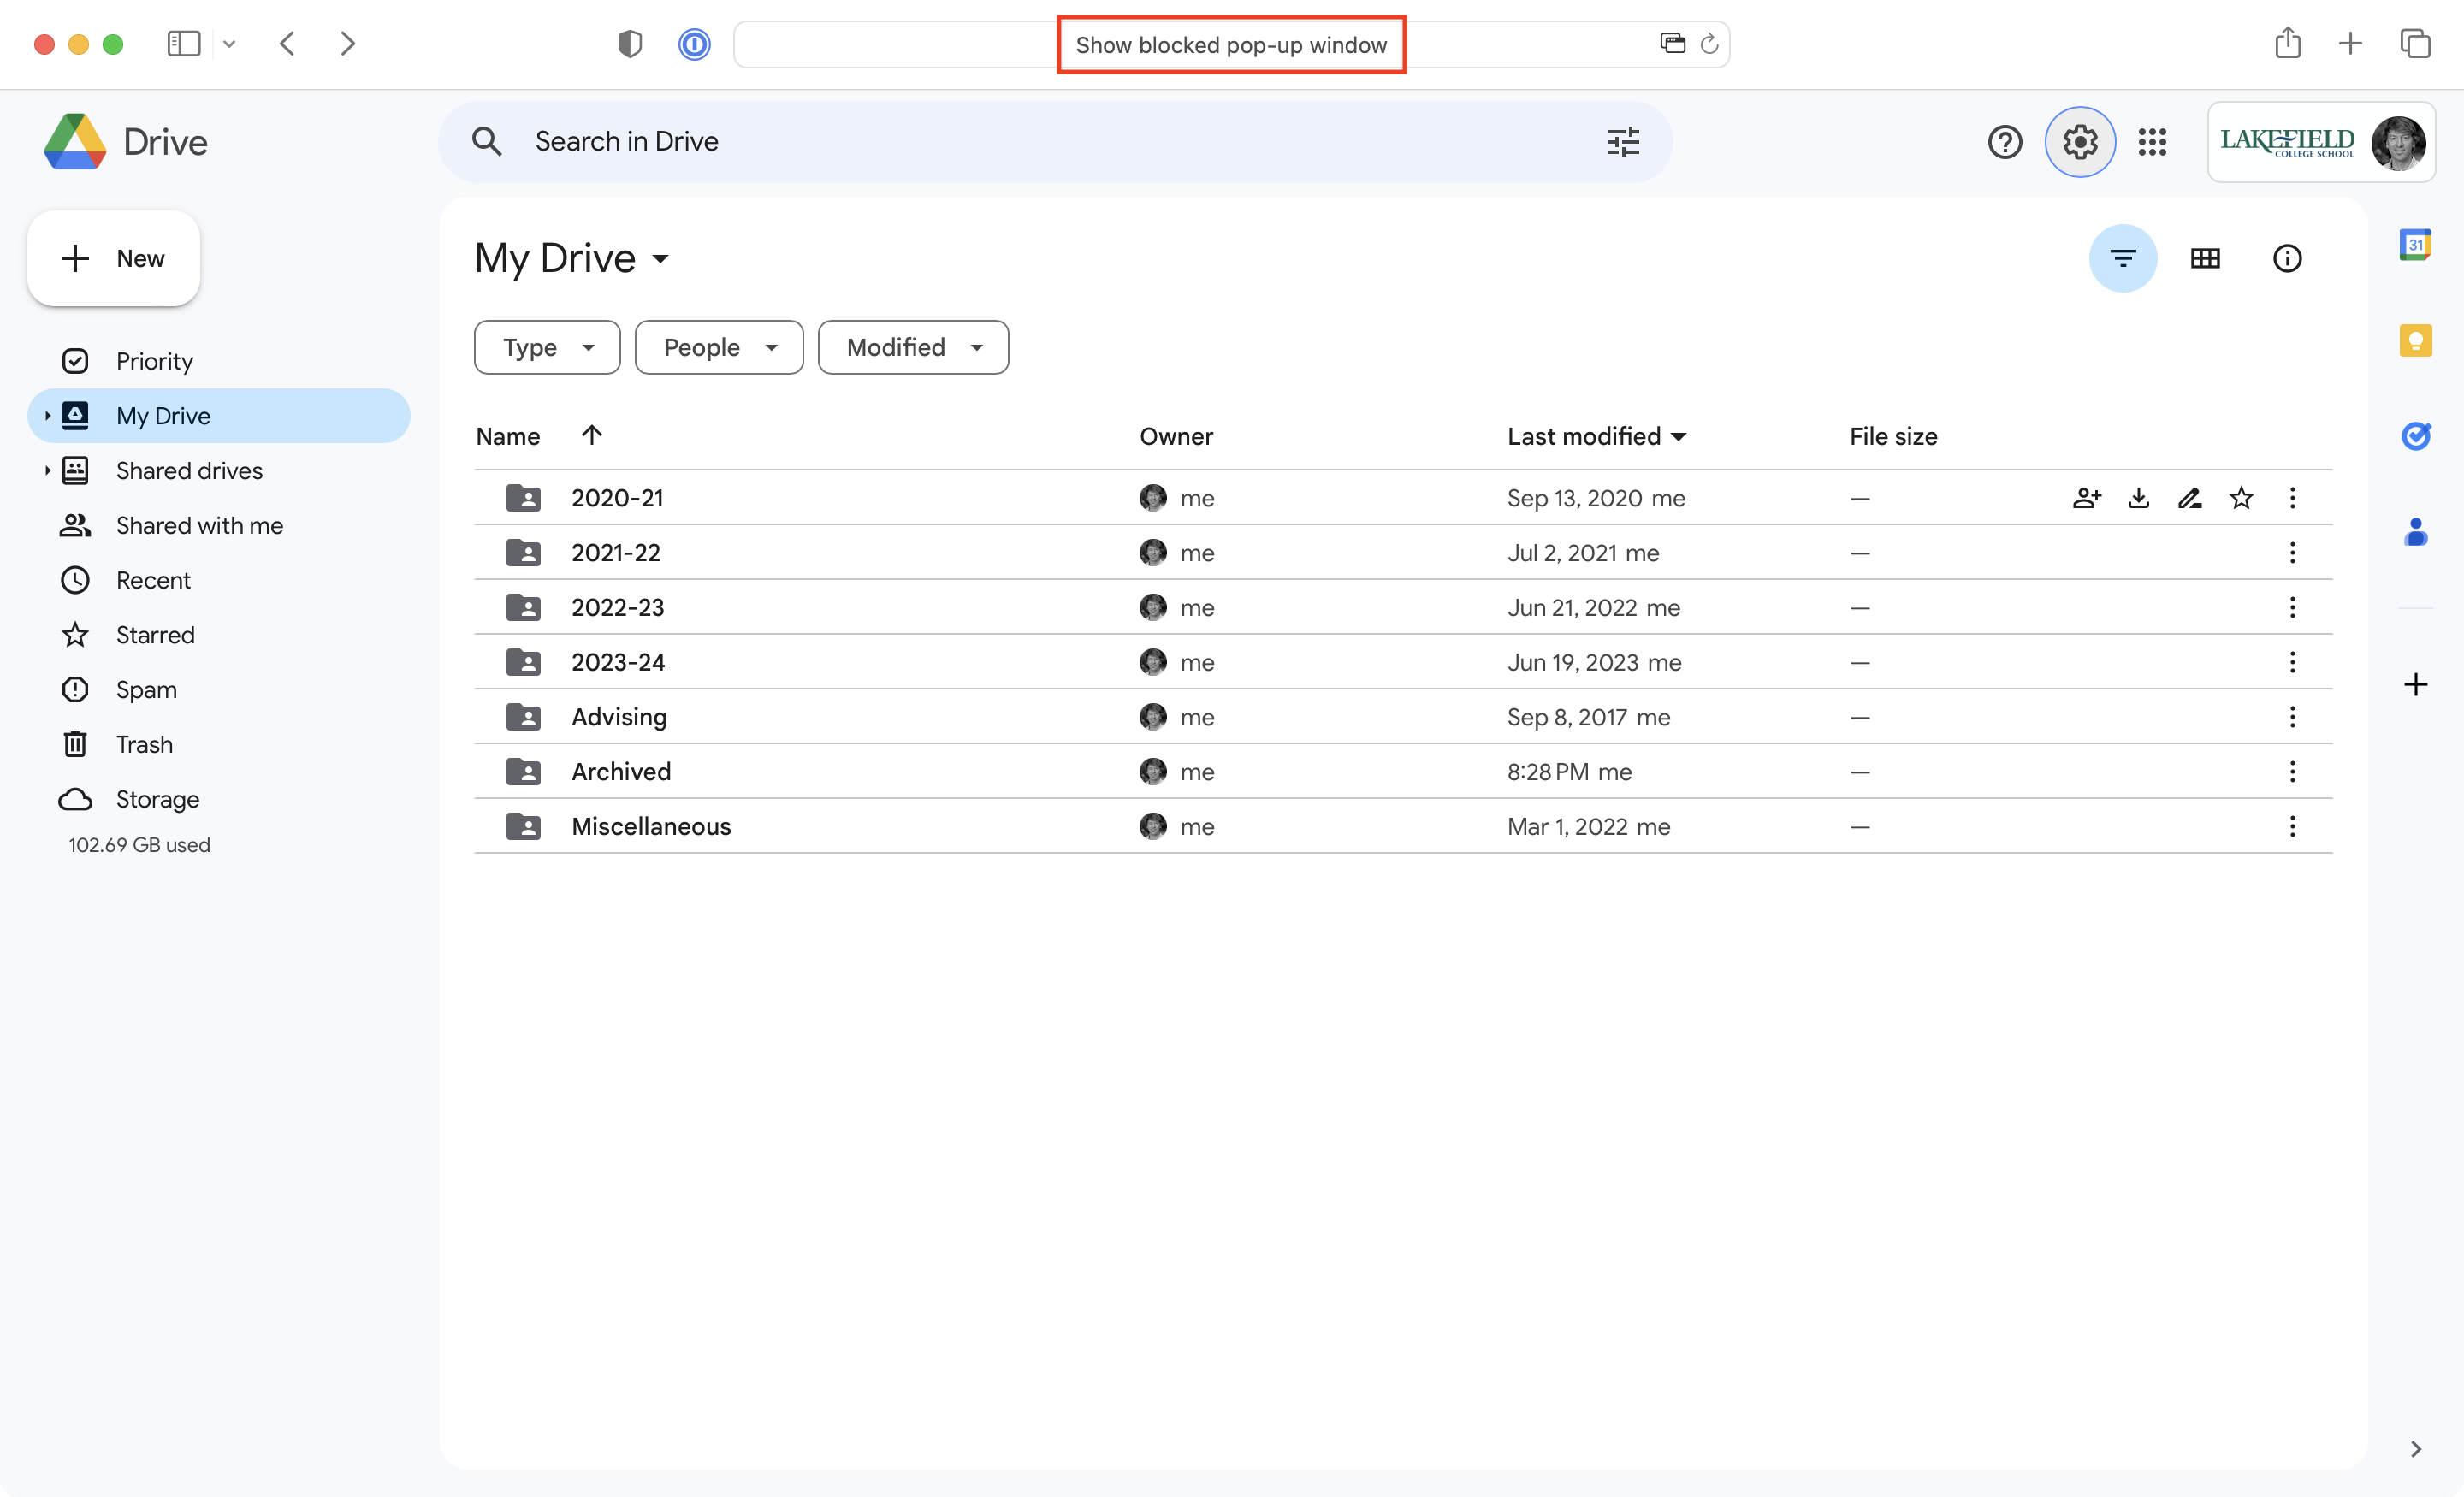 Show blocked pop-up window
Drive
Search in Drive
LAKEFIELD
COLLEGE SCHOOL
New
My Drive
31
Type People Modified
Priority
My Drive
Shared drives
Shared with me
Recent
Starred
Spam
Trash
Storage
102.69 GB used
Name Owner Last modified File size
2020-21 me Sep 13, 2020 me —
2021-22 me Jul 2, 2021 me —
2022-23 me Jun 21, 2022 me —
2023-24 me Jun 19, 2023 me —
Advising me Sep 8, 2017 me —
Archived me 8:28 PM me —
Miscellaneous me Mar 1, 2022 me —